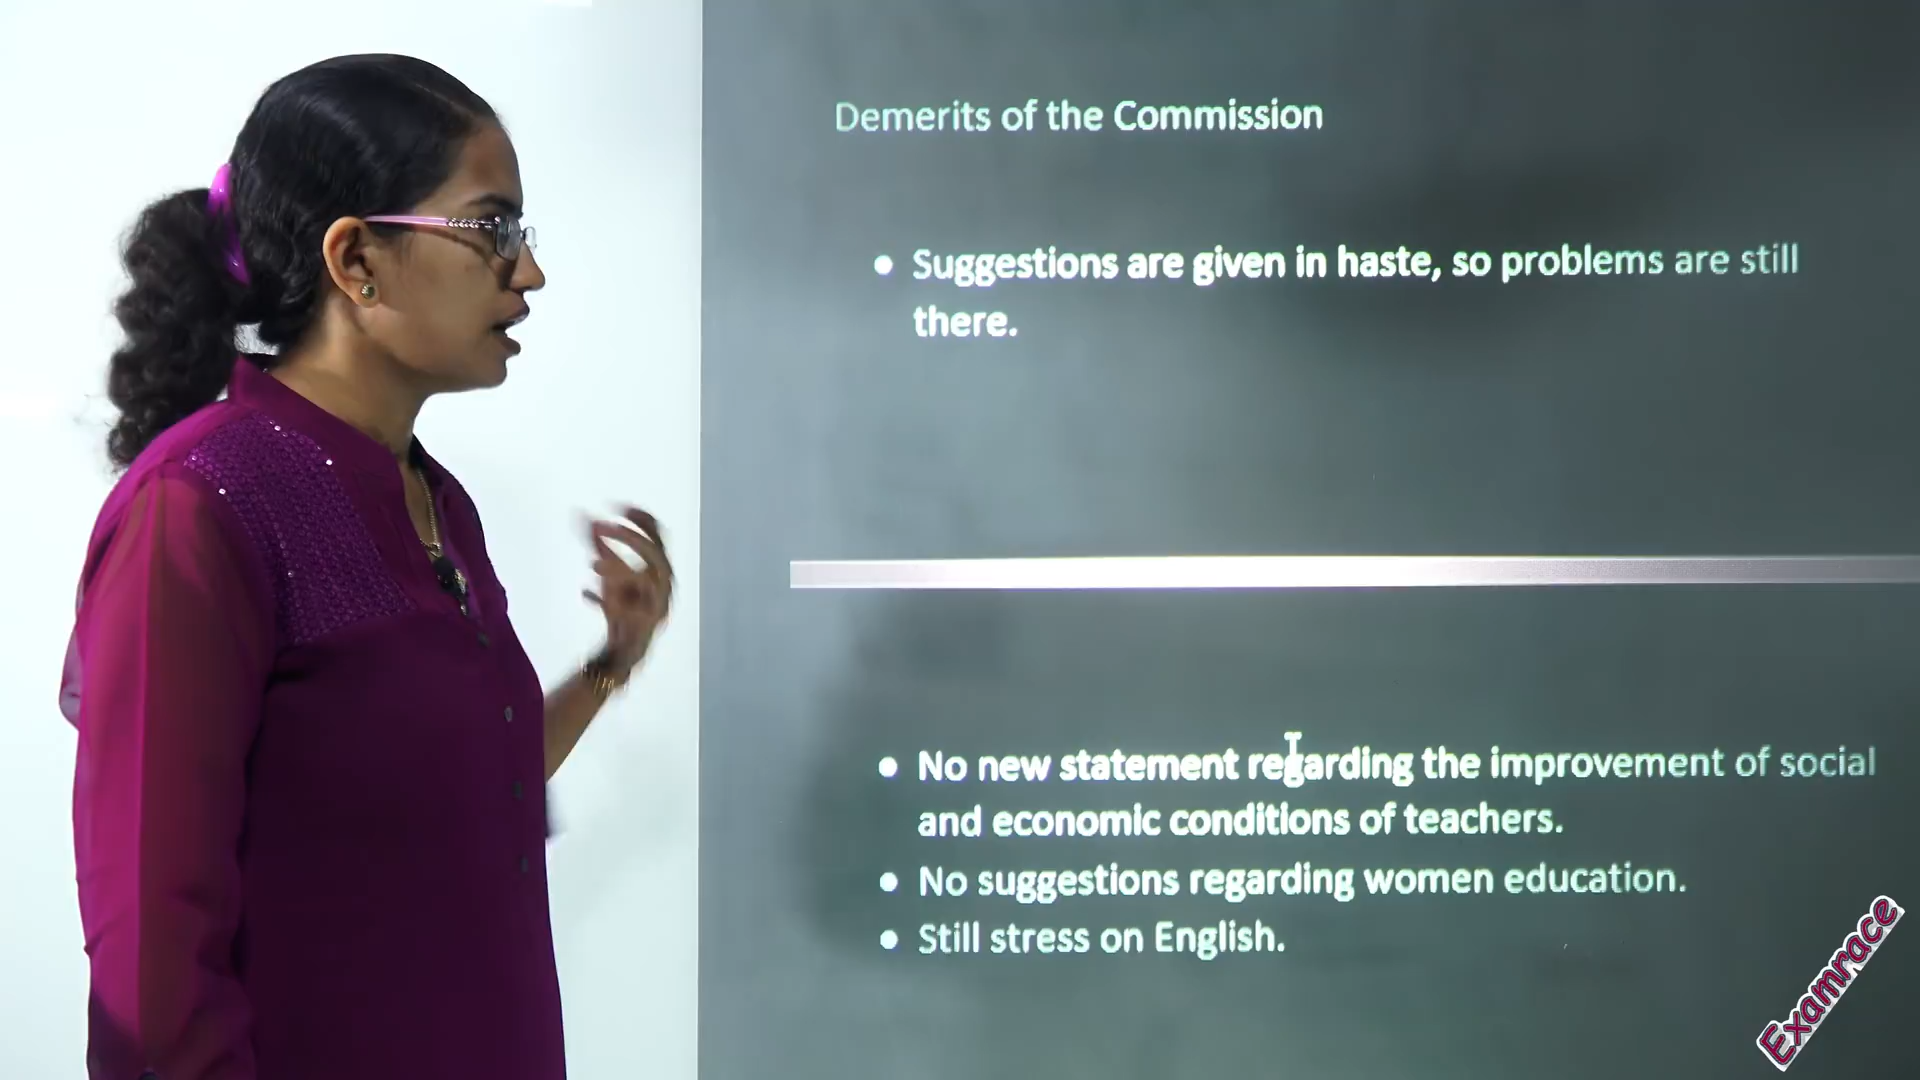 Demerits of the Commission
● Suggestions are given in haste, so problems are still
there.
● No new statement regarding the improvement of social
and economic conditions of teachers.
● No suggestions regarding women education.
● Still stress on English.
Examrace